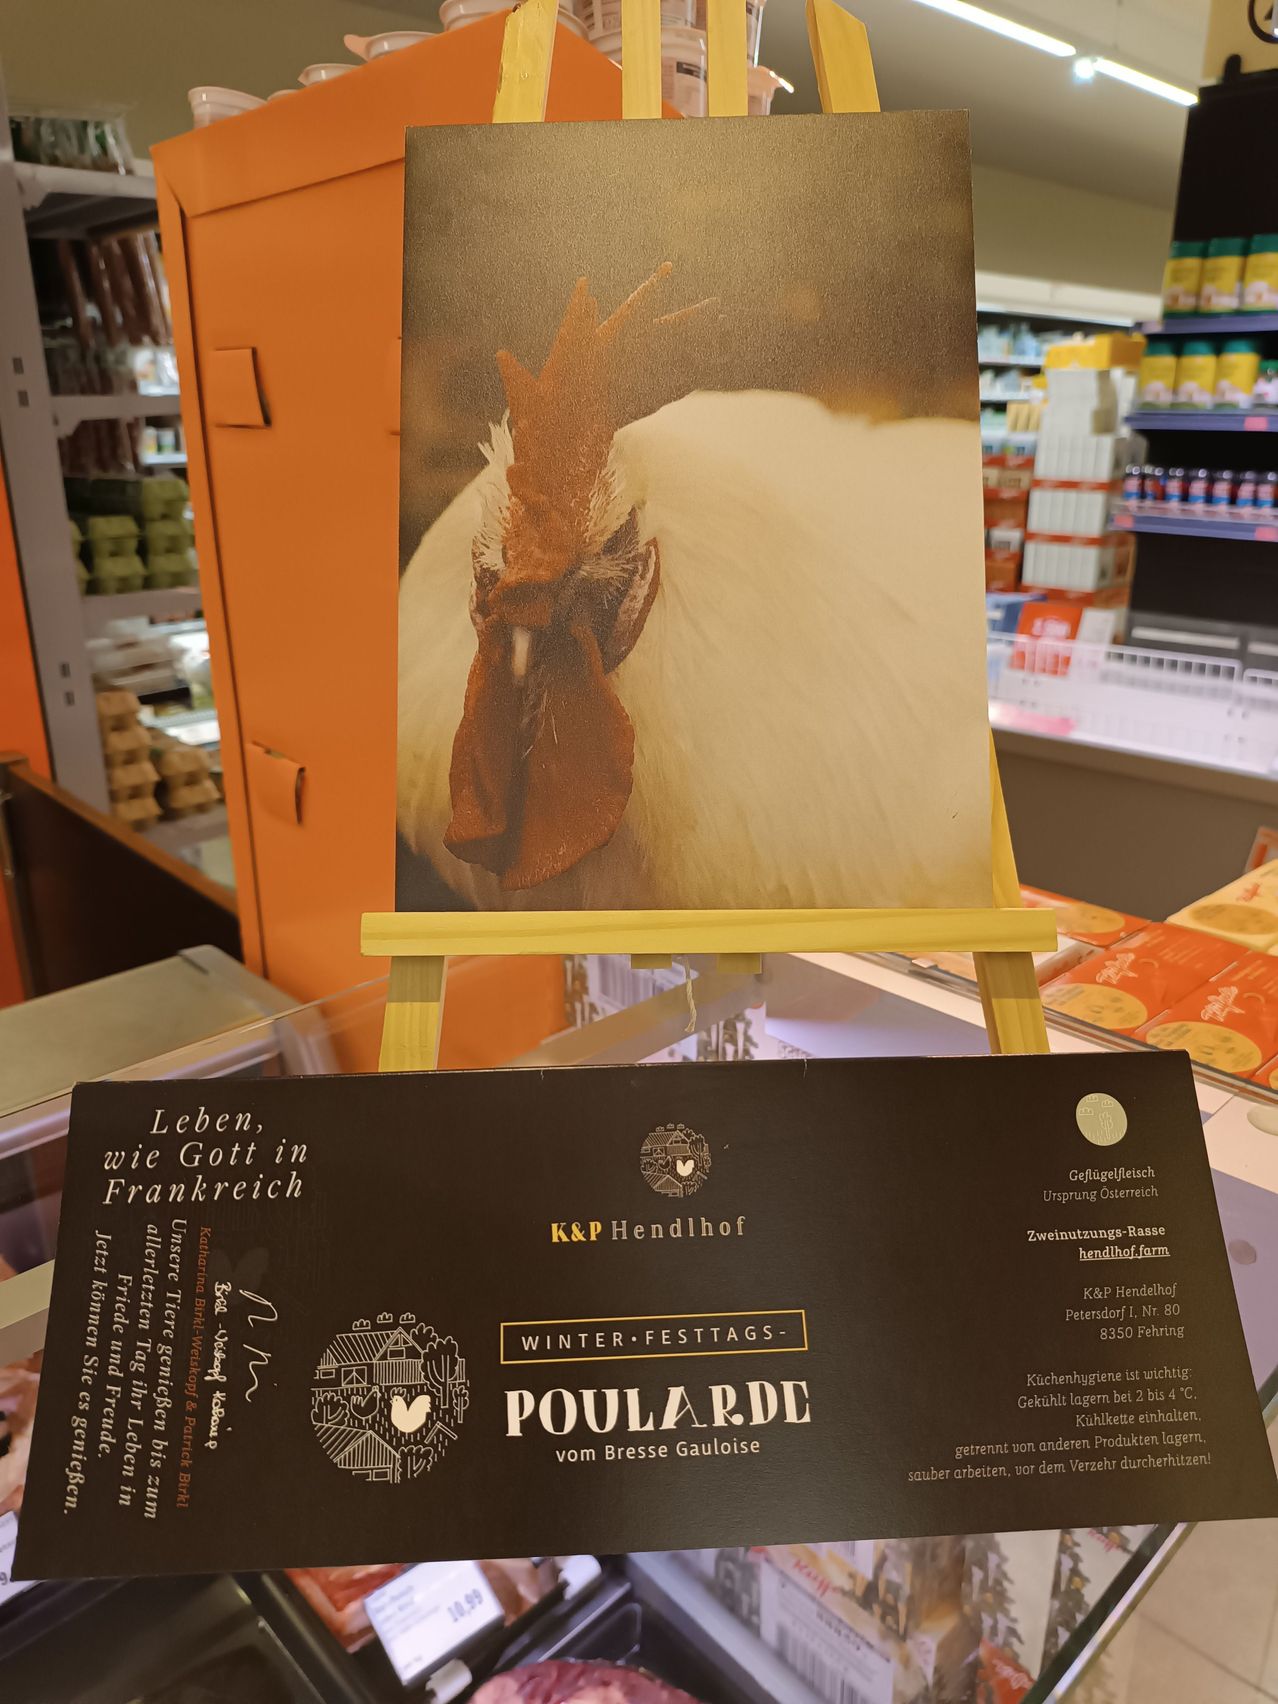 Leben,
wie Gott in
Frankreich
Katharina Birkl-Weiskopf & Patrick Birkl
Unsere Tiere genießen bis zum
allerletzten Tag ihr Leben in
Friede und Freude.
Jetzt können Sie es genießen.
K&P Hendlhof
WINTER•FESTTAGS-
POULARDE
vom Bresse Gauloise
Geflügelfleisch
Ursprung Österreich
Zweinutzungs-Rasse
hendlhof.farm
K&P Hendelhof
Petersdorf I, Nr. 80
8350 Fehring
Küchenhygiene ist wichtig:
Gekühlt lagern bei 2 bis 4 °C,
Kühlkette einhalten,
getrennt von anderen Produkten lagern,
sauber arbeiten, vor dem Verzehr durcherhitzen!
10,99